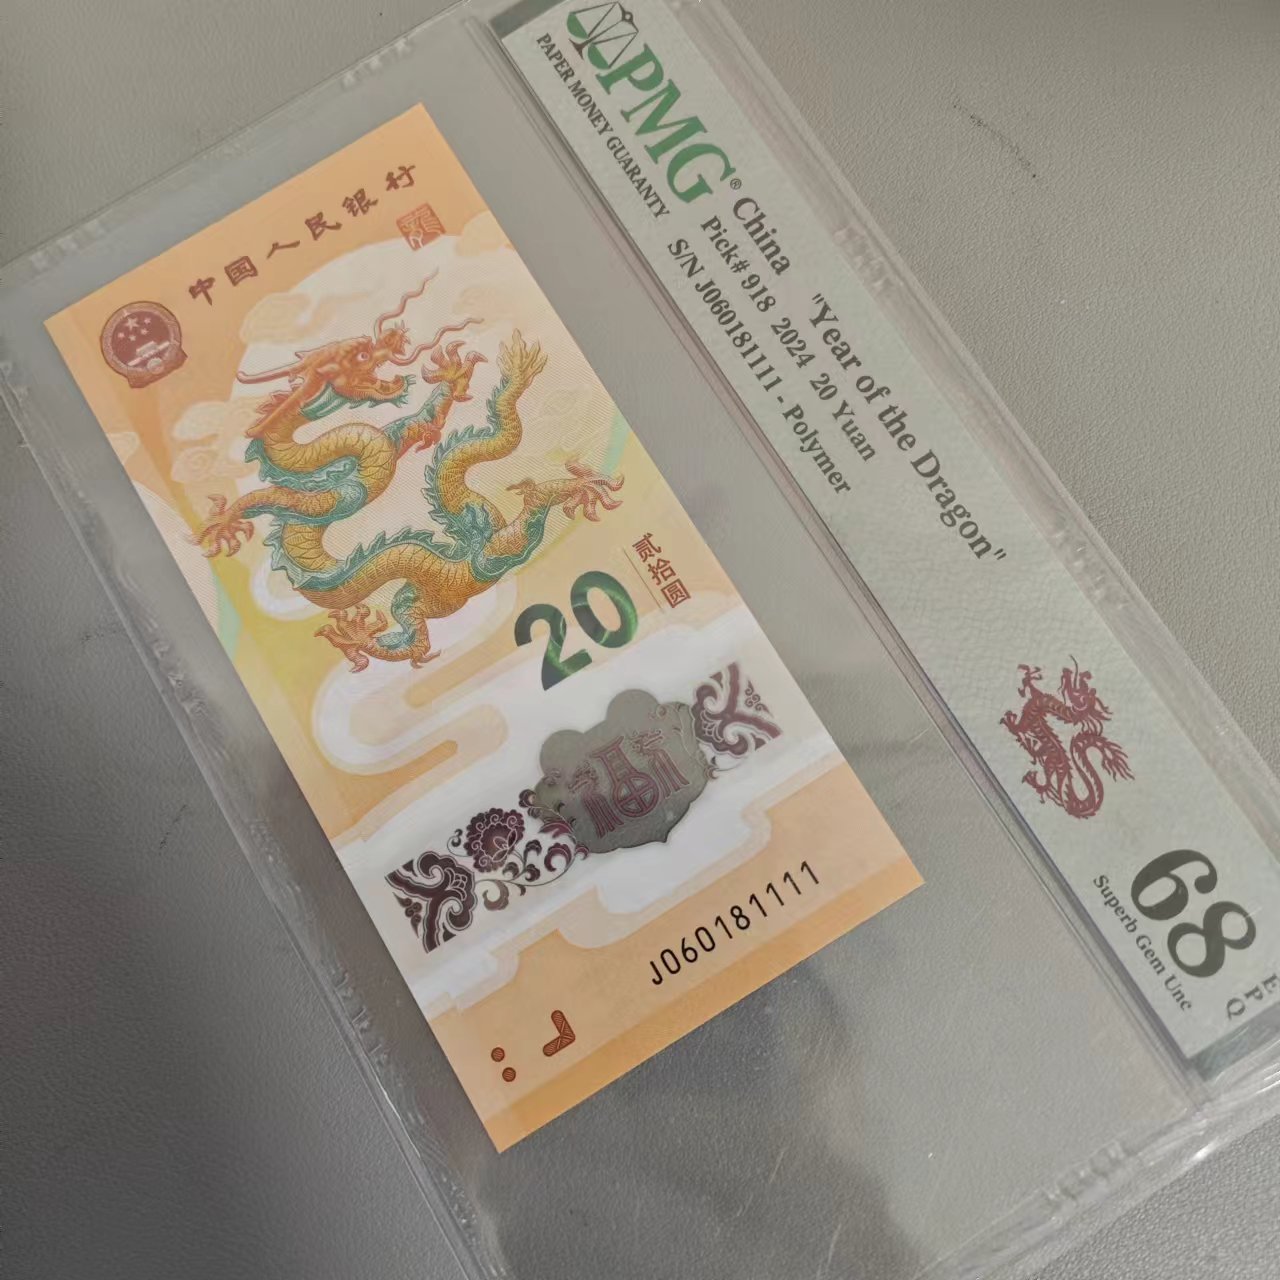 中国人民银行
龍
贰拾圆
20
福
J060181111
PMG®
PAPER MONEY GUARANTY
China "Year of the Dragon"
Pick# 918 2024 20 Yuan
S/N J060181111 - Polymer
68
Superb Gem Unc
EPQ